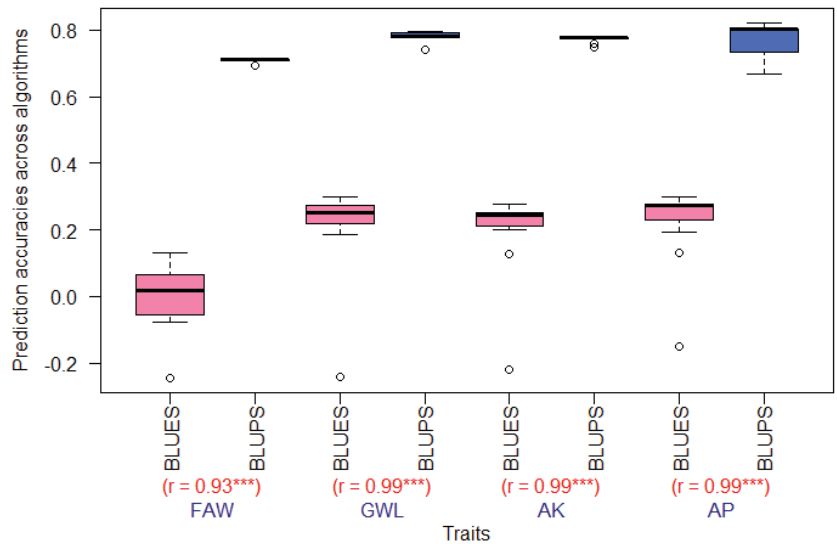 Prediction accuracies across algorithms
0.8
0.6
0.4
0.2
0.0
-0.2
BLUES
BLUPS
BLUES
BLUPS
BLUES
BLUPS
BLUES
BLUPS
(r = 0.93***) (r = 0.99***) (r = 0.99***) (r = 0.99***)
FAW GWL AK AP
Traits